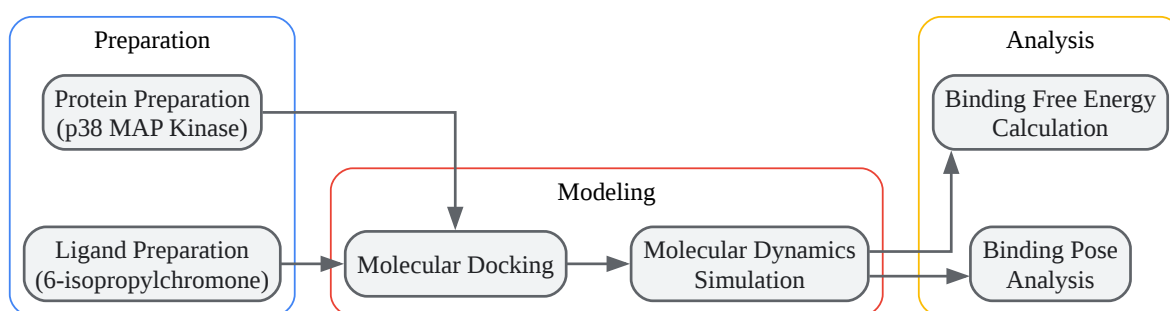 Preparation
Protein Preparation
(p38 MAP Kinase)
Ligand Preparation
(6-isopropylchromone)
Modeling
Molecular Docking
Molecular Dynamics
Simulation
Analysis
Binding Free Energy
Calculation
Binding Pose
Analysis